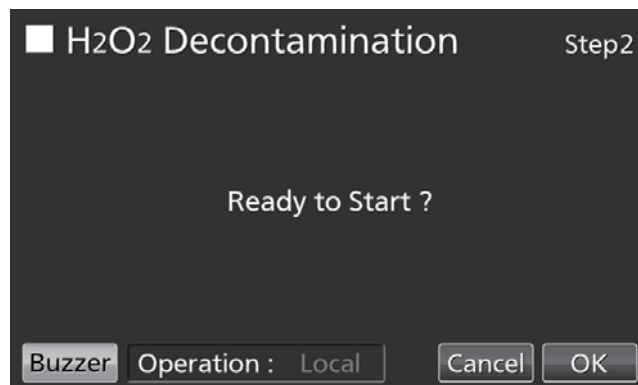 H2O2 Decontamination Step2
Ready to Start ?
Buzzer Operation : Local Cancel OK